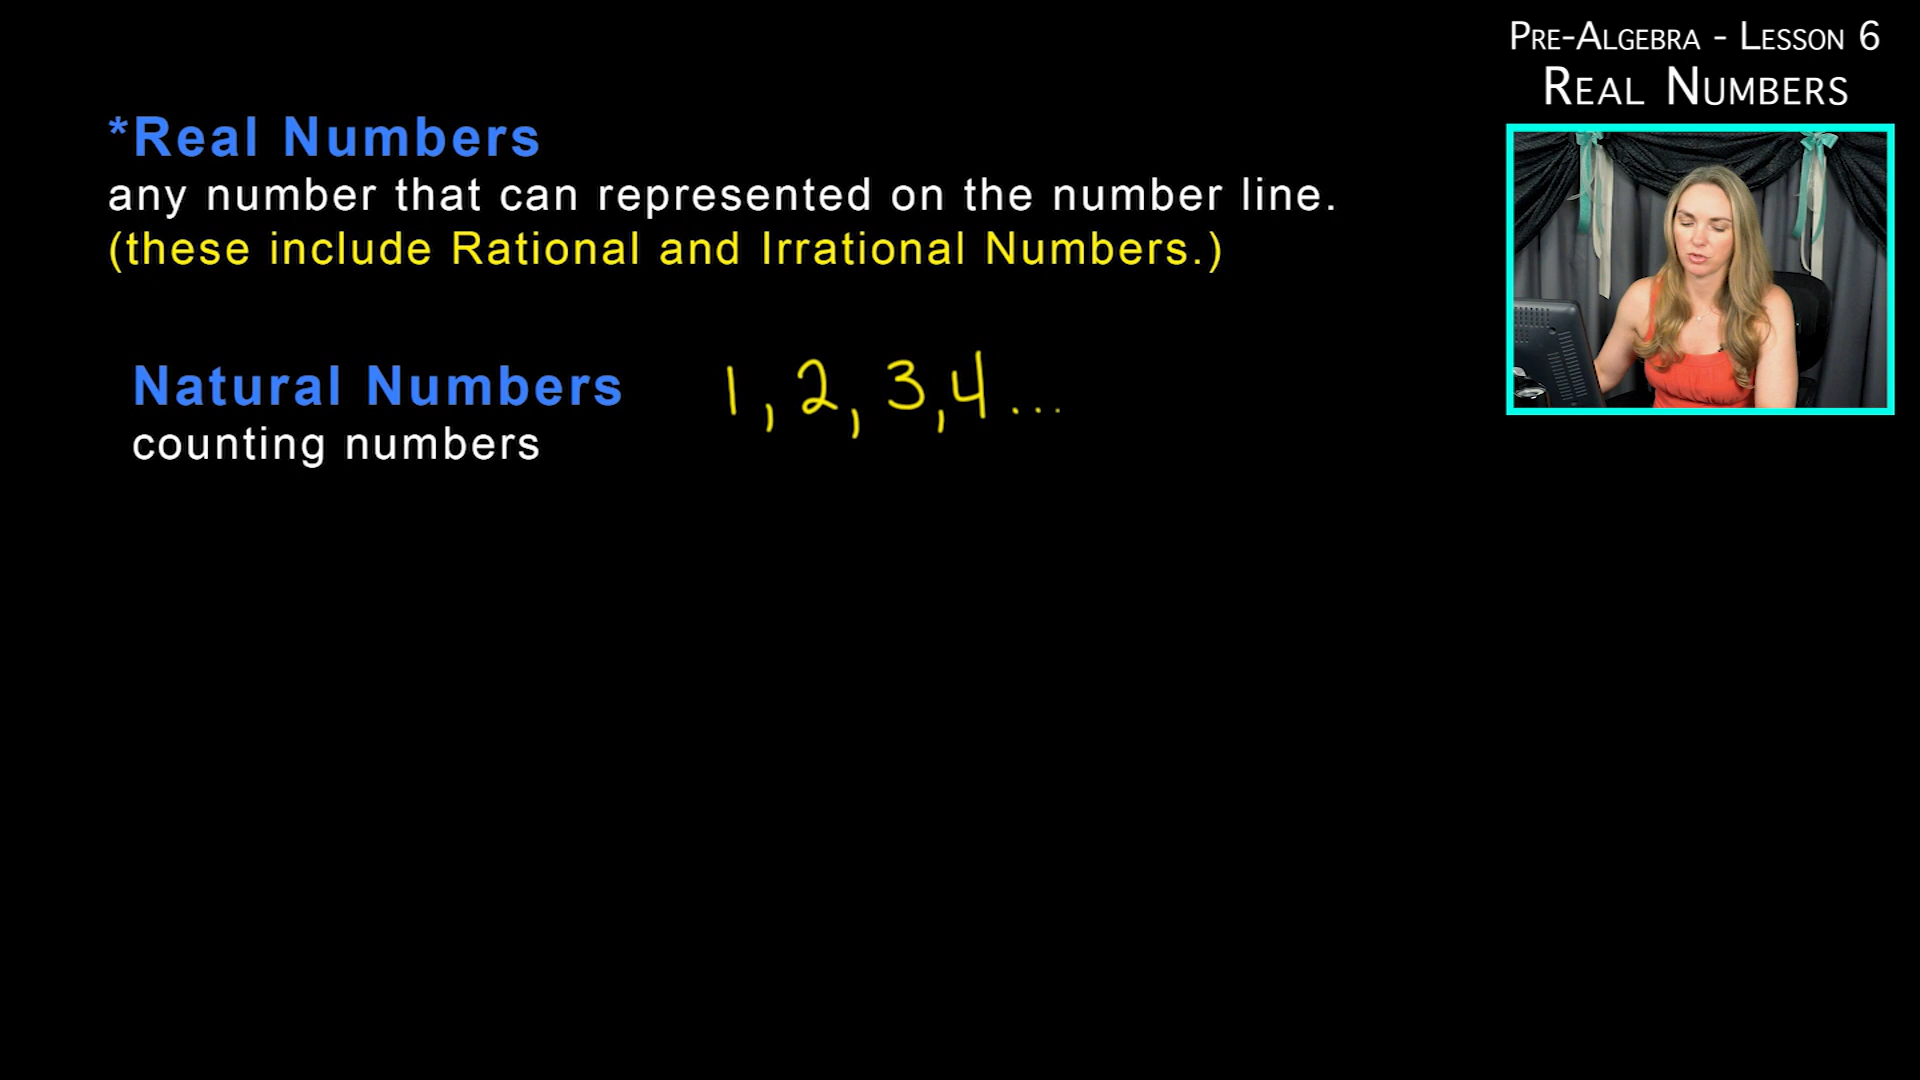 Pre-Algebra - Lesson 6
Real Numbers
*Real Numbers
any number that can represented on the number line.
(these include Rational and Irrational Numbers.)
Natural Numbers 1, 2, 3, 4...
counting numbers